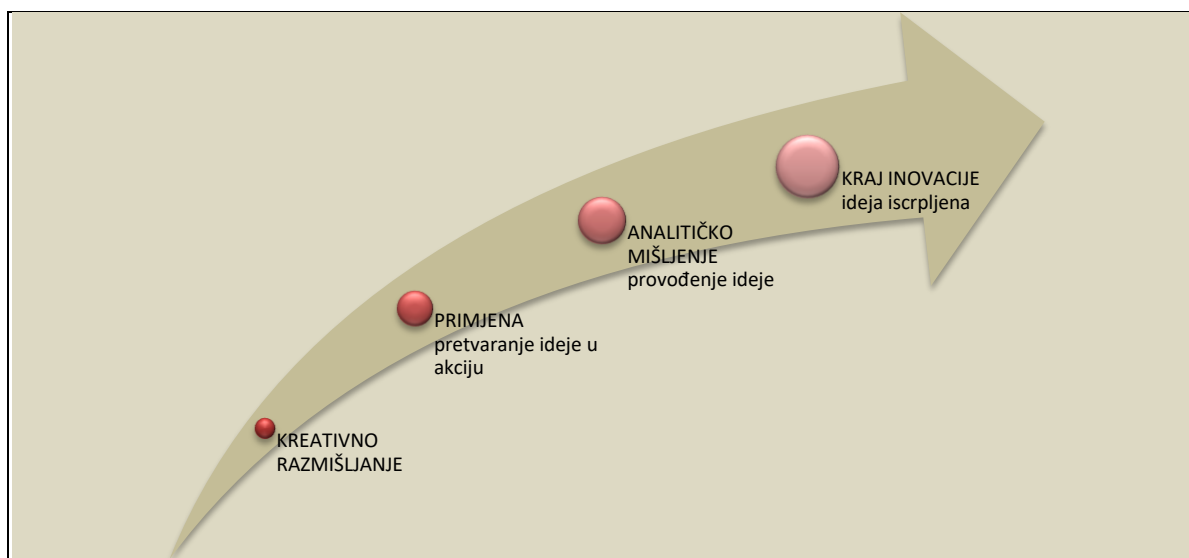 KREATIVNO
RAZMIŠLJANJE
PRIMJENA
pretvaranje ideje u
akciju
ANALITIČKO
MIŠLJENJE
provođenje ideje
KRAJ INOVACIJE
ideja iscrpljena